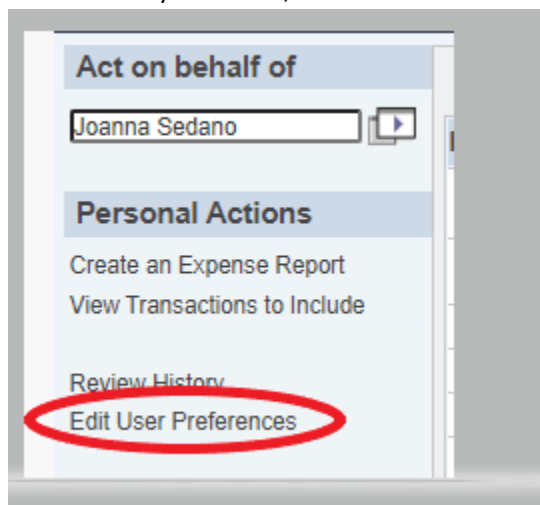 Act on behalf of
Joanna Sedano
Personal Actions
Create an Expense Report
View Transactions to Include
Review History
Edit User Preferences